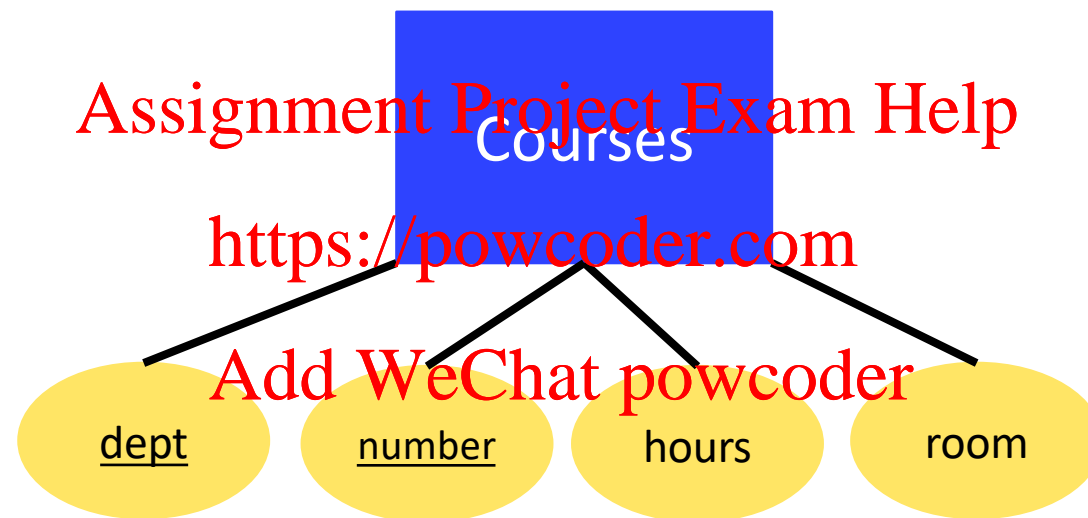 Assignment Project Exam Help
Courses
https://powcoder.com
Add WeChat powcoder
dept number hours room